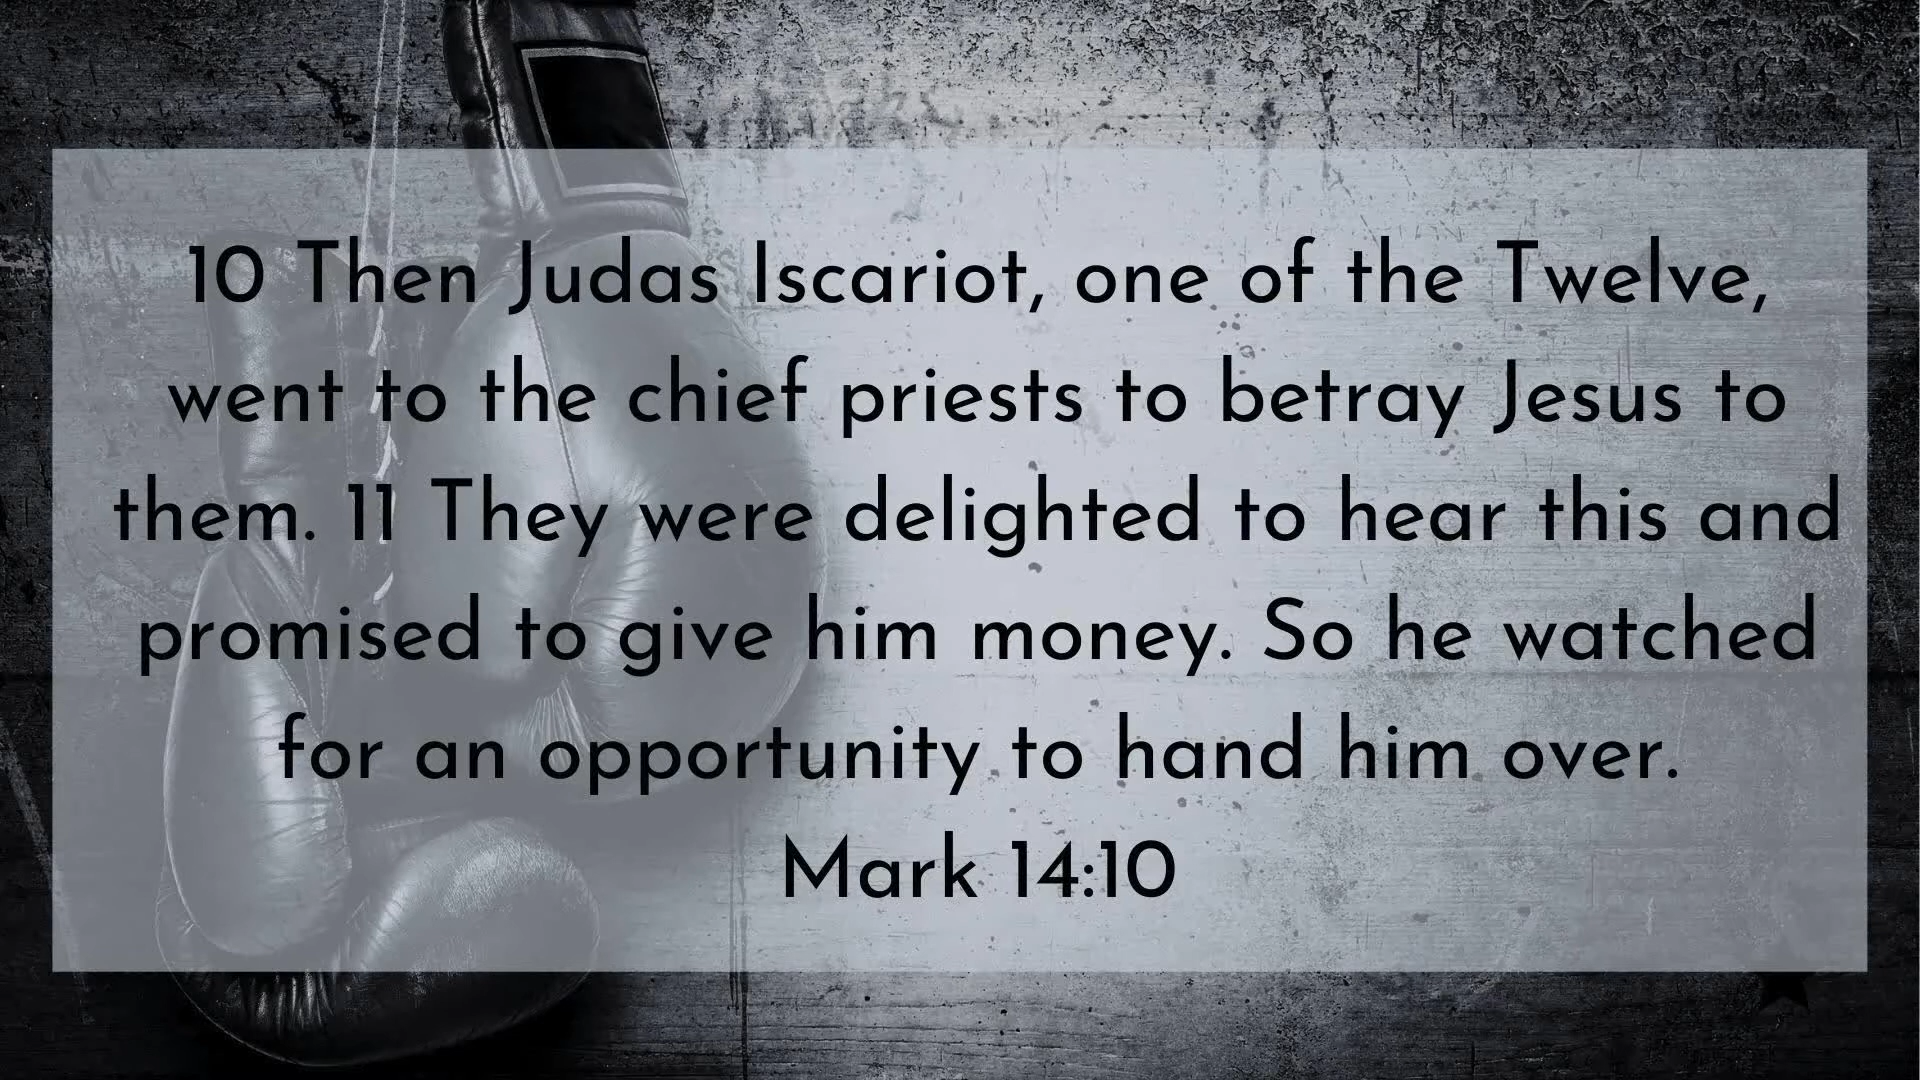 10 Then Judas Iscariot, one of the Twelve,
went to the chief priests to betray Jesus to
them. 11 They were delighted to hear this and
promised to give him money. So he watched
for an opportunity to hand him over.
Mark 14:10